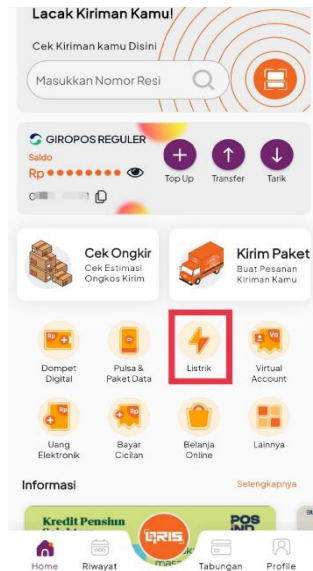 Lacak Kiriman Kamu!
Cek Kiriman kamu Disini
Masukkan Nomor Resi
GIROPOS REGULER
Saldo
Rp
Top Up Transfer Tarik
Cek Ongkir
Cek Estimasi
Ongkos Kirim
Kirim Paket
Buat Pesanan
Kiriman Kamu
Dompet
Digital
Pulsa &
Paket Data
Listrik
Virtual
Account
Uang
Elektronik
Bayar
Cicilan
Belanja
Online
Lainnya
Informasi Selengkapnya
Kredit Pensiun
POS
IND
QRIS
Home Riwayat Tabungan Profile